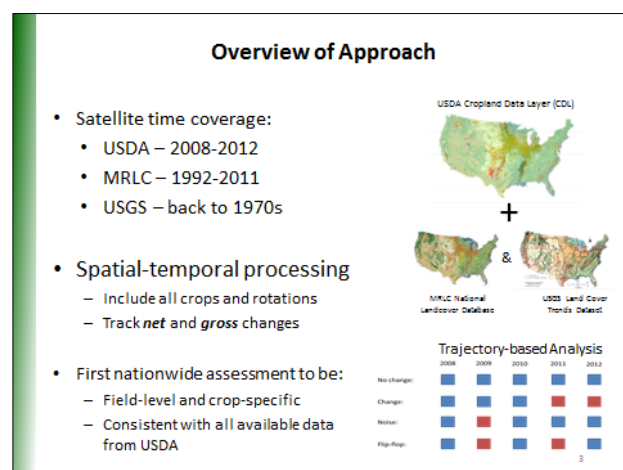 Overview of Approach
• Satellite time coverage:
• USDA – 2008-2012
• MRLC – 1992-2011
• USGS – back to 1970s
• Spatial-temporal processing
– Include all crops and rotations
– Track net and gross changes
• First nationwide assessment to be:
– Field-level and crop-specific
– Consistent with all available data
from USDA
USDA Cropland Data Layer (CDL)
+
&
MRLC National
Landcover Database
USGS Land Cover
Trends Dataset
Trajectory-based Analysis
2008 2009 2010 2011 2012
No change:
Change:
Noise:
Flip-flop:
3